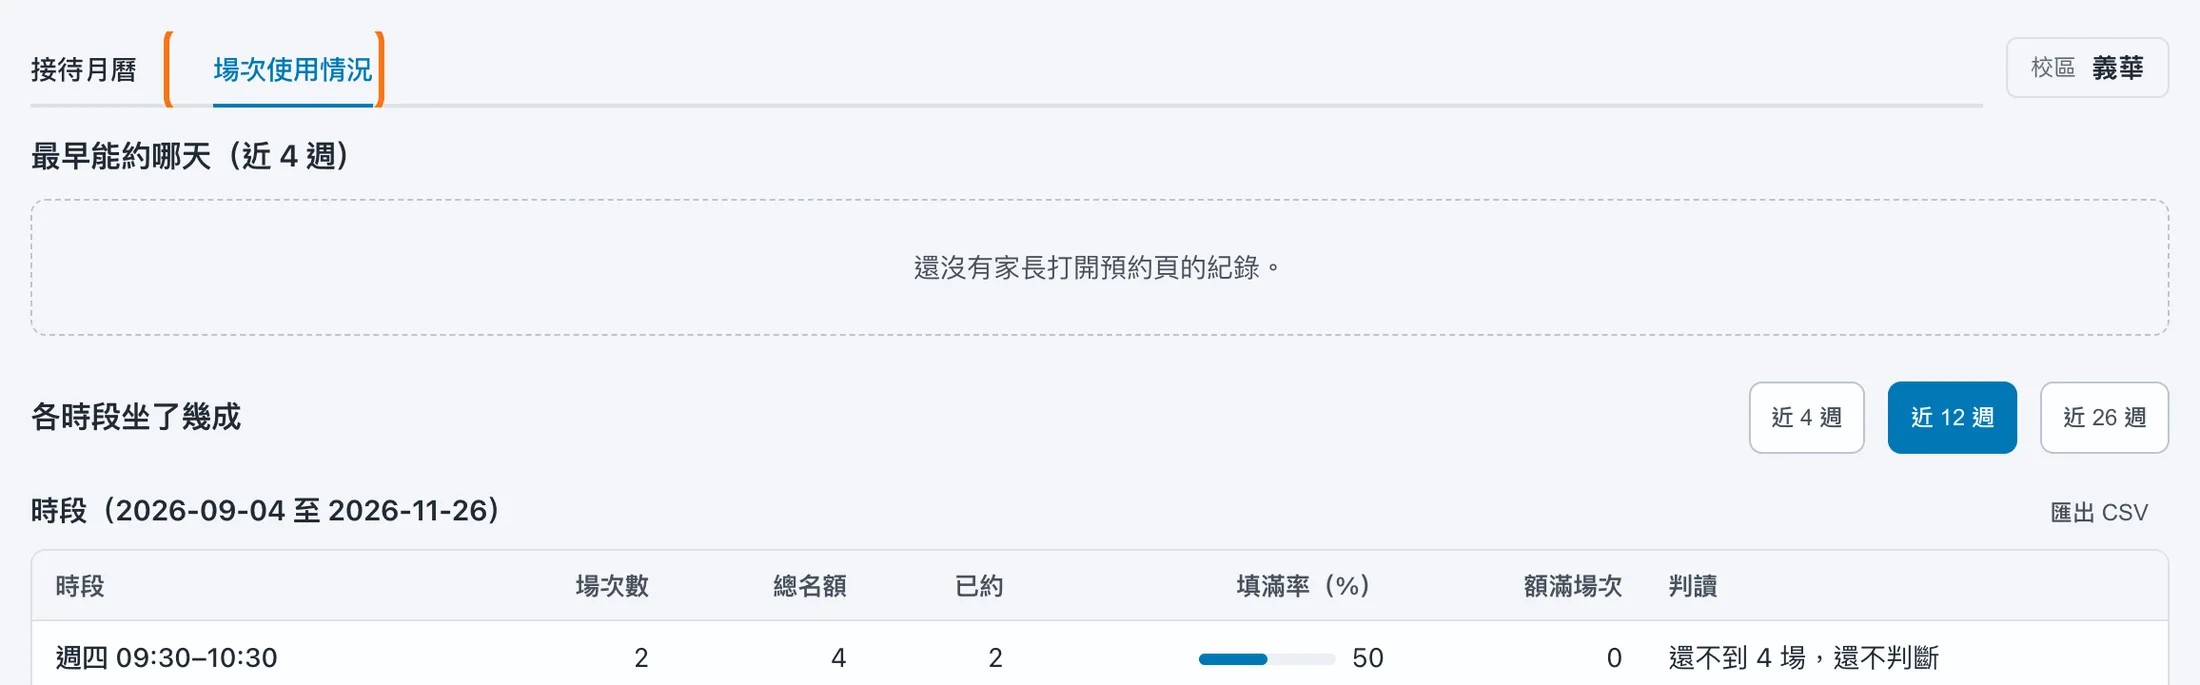 接待月曆 場次使用情況 校區 義華
最早能約哪天（近 4 週）
還沒有家長打開預約頁的紀錄。
各時段坐了幾成 近 4 週 近 12 週 近 26 週
時段（2026-09-04 至 2026-11-26） 匯出 CSV
時段 場次數 總名額 已約 填滿率（%） 額滿場次 判讀
週四 09:30–10:30 2 4 2 50 0 還不到 4 場，還不判斷